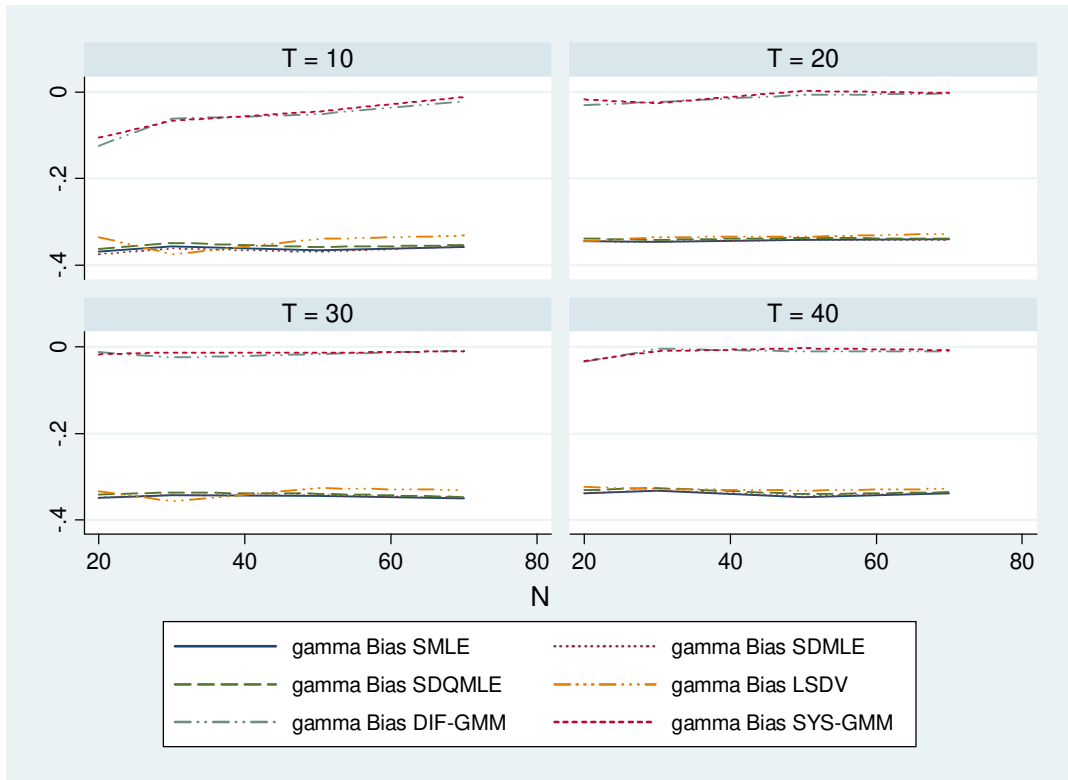 T = 10
T = 20
0
-.2
-.4
T = 30
T = 40
0
-.2
-.4
20 40 60 80
20 40 60 80
N
gamma Bias SMLE
gamma Bias SDMLE
gamma Bias SDQMLE
gamma Bias LSDV
gamma Bias DIF-GMM
gamma Bias SYS-GMM